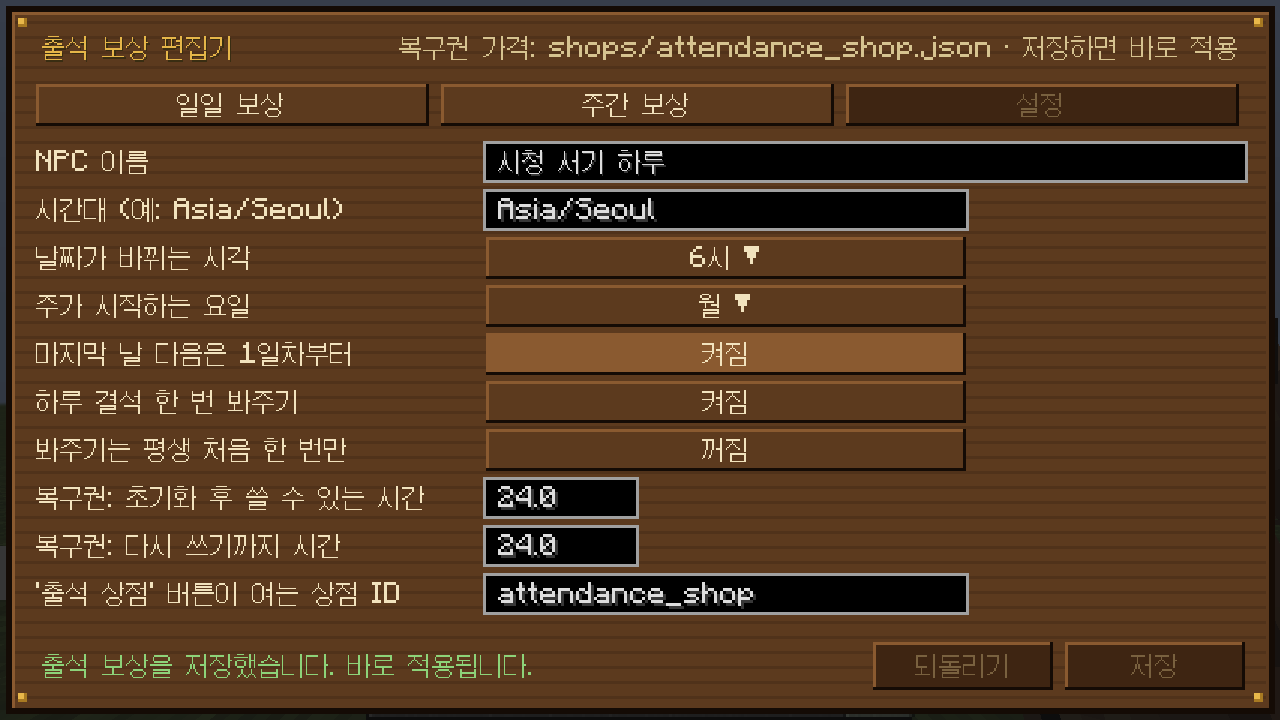 출석 보상 편집기
복구권 가격: shops/attendance_shop.json · 저장하면 바로 적용
일일 보상
주간 보상
설정
NPC 이름
시청 서기 하루
시간대 (예: Asia/Seoul)
Asia/Seoul
날짜가 바뀌는 시각
6시 ▼
주가 시작하는 요일
월 ▼
마지막 날 다음은 1일차부터
켜짐
하루 결석 한 번 봐주기
켜짐
봐주기는 평생 처음 한 번만
꺼짐
복구권: 초기화 후 쓸 수 있는 시간
24.0
복구권: 다시 쓰기까지 시간
24.0
'출석 상점' 버튼이 여는 상점 ID
attendance_shop
출석 보상을 저장했습니다. 바로 적용됩니다.
되돌리기
저장